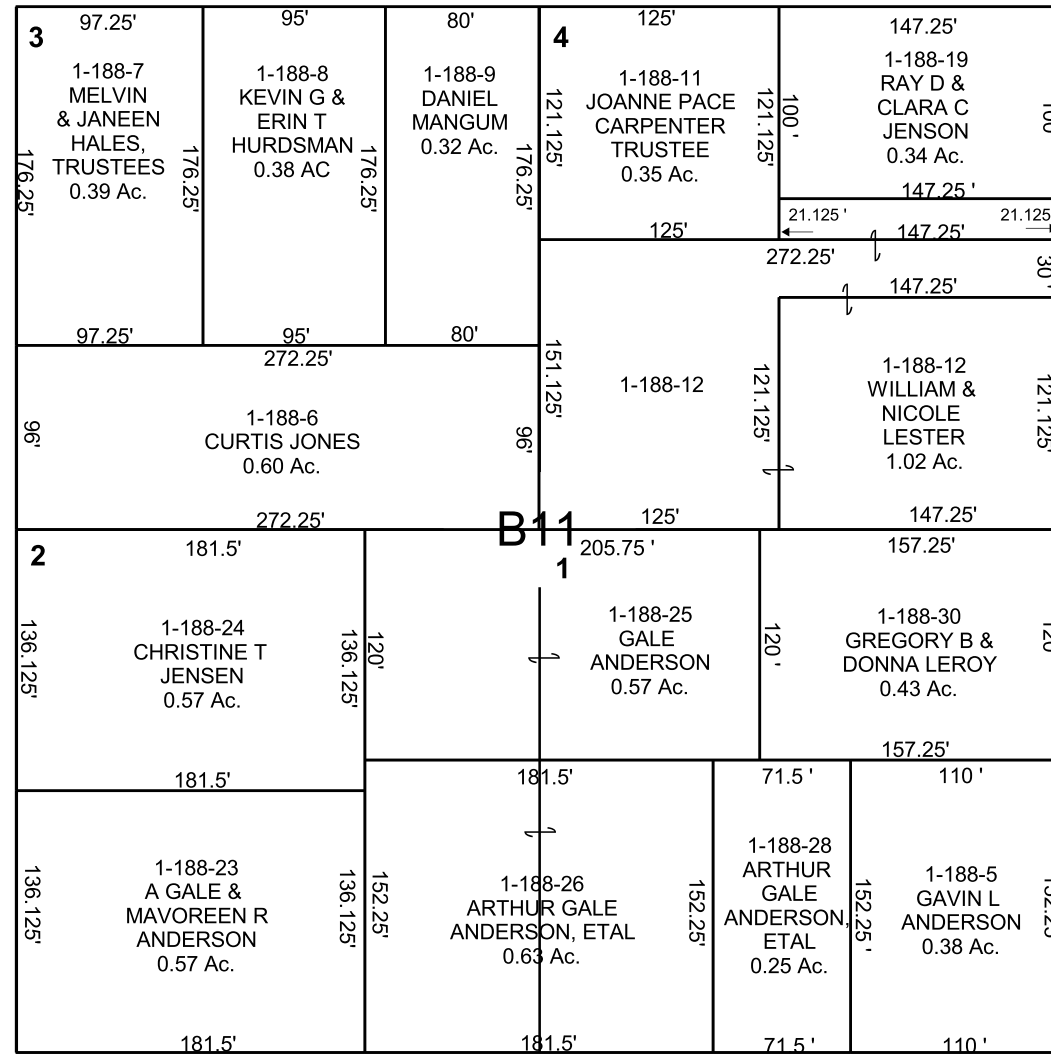 3
97.25'
95'
80'
1-188-7
MELVIN
& JANEEN
HALES,
TRUSTEES
0.39 Ac.
176.25'
176.25'
1-188-8
KEVIN G &
ERIN T
HURDSMAN
0.38 AC
176.25'
1-188-9
DANIEL
MANGUM
0.32 Ac.
176.25'
97.25'
95'
80'
4
125'
147.25'
121.125'
1-188-11
JOANNE PACE
CARPENTER
TRUSTEE
0.35 Ac.
121.125'
125'
100 '
1-188-19
RAY D &
CLARA C
JENSON
0.34 Ac.
147.25 '
21.125 '
21.125
147.25'
272.25'
30 '
147.25'
272.25'
96'
1-188-6
CURTIS JONES
0.60 Ac.
96'
272.25'
151.125'
1-188-12
121.125'
1-188-12
WILLIAM &
NICOLE
LESTER
1.02 Ac.
121.125'
125'
147.25'
B11
2
181.5'
1
205.75 '
157.25'
136.125'
1-188-24
CHRISTINE T
JENSEN
0.57 Ac.
136.125'
181.5'
120'
1-188-25
GALE
ANDERSON
0.57 Ac.
120 '
1-188-30
GREGORY B &
DONNA LEROY
0.43 Ac.
120
157.25'
181.5'
71.5 '
110 '
136.125'
1-188-23
A GALE &
MAVOREEN R
ANDERSON
0.57 Ac.
136.125'
181.5'
152.25'
1-188-26
ARTHUR GALE
ANDERSON, ETAL
0.63 Ac.
152.25'
181.5'
1-188-28
ARTHUR
GALE
ANDERSON,
ETAL
0.25 Ac.
152.25 '
71.5 '
1-188-5
GAVIN L
ANDERSON
0.38 Ac.
110 '